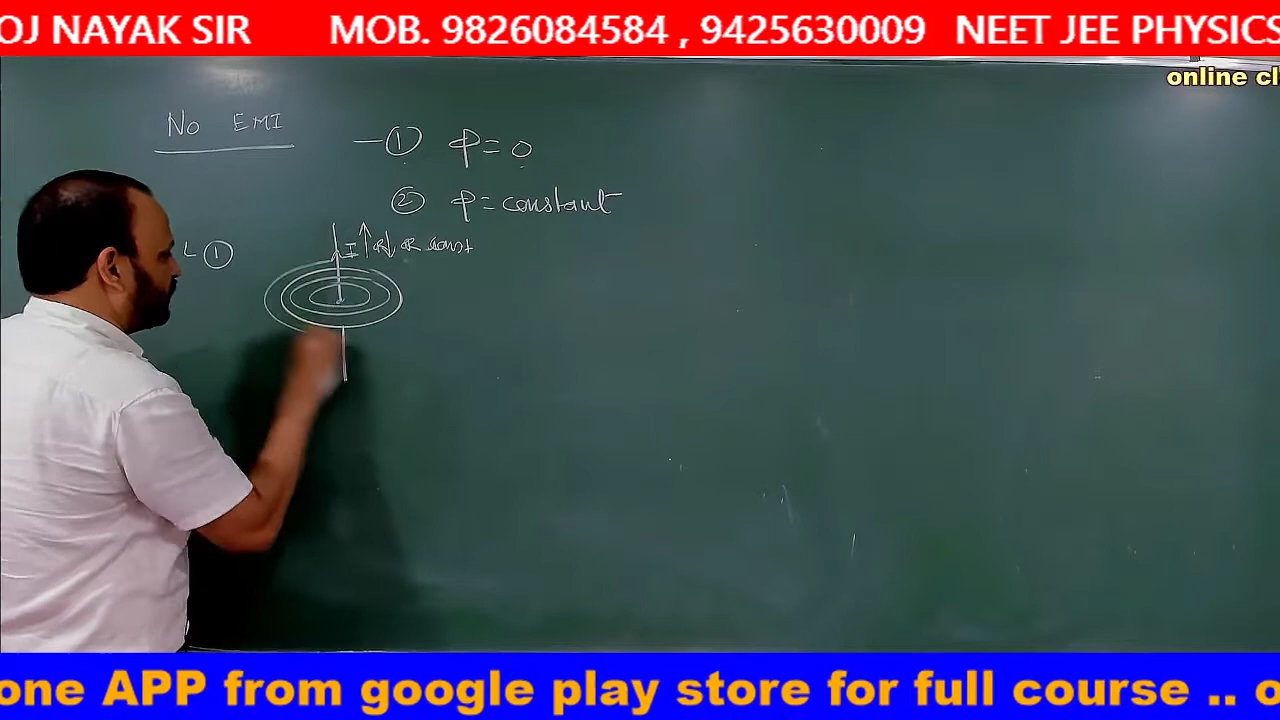 OJ NAYAK SIR MOB. 9826084584 , 9425630009 NEET JEE PHYSICS
online cl
No EMI
— ① φ = 0
② φ = constant
I ↑ or ↓ or const
①
one APP from google play store for full course .. o